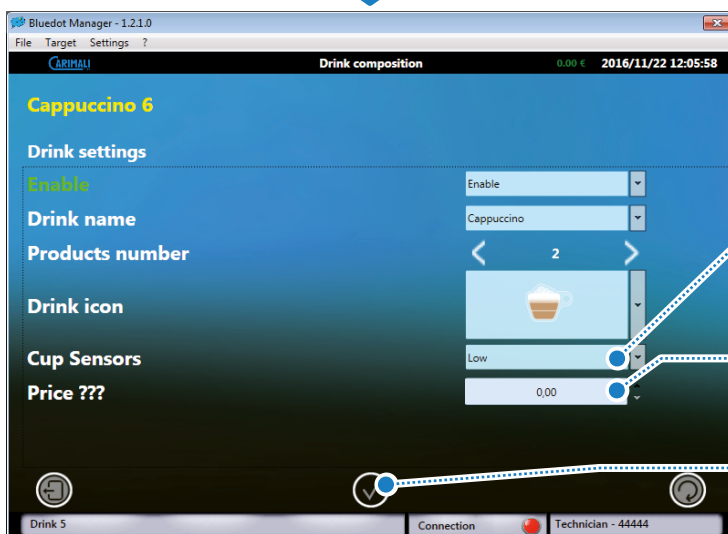 Bluedot Manager - 1.2.1.0
File Target Settings ?
CARIMALI Drink composition 0.00 € 2016/11/22 12:05:58
Cappuccino 6
Drink settings
Enable Enable
Drink name Cappuccino
Products number < 2 >
Drink icon
Cup Sensors Low
Price ??? 0,00
Drink 5 Connection Technician - 44444